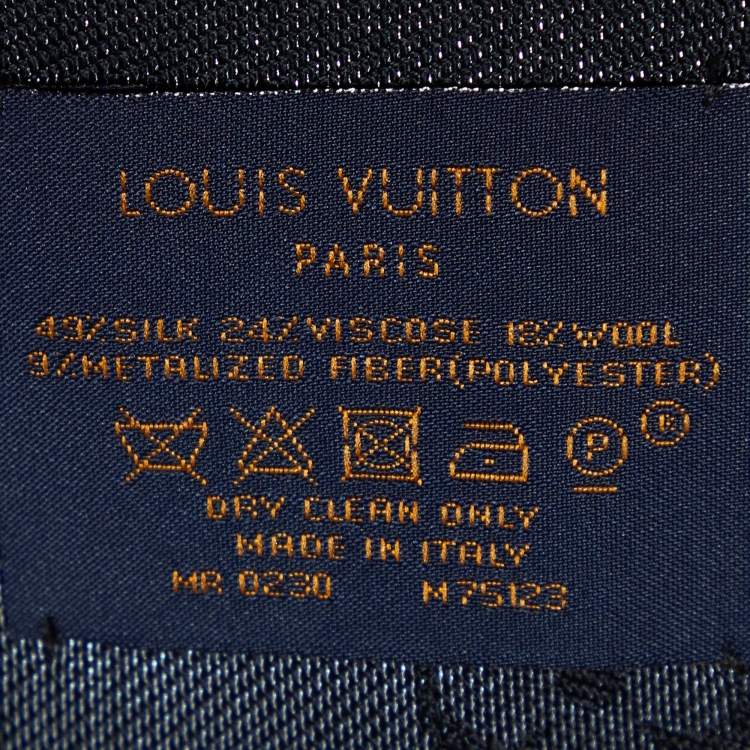 LOUIS VUITTON
PARIS
49% SILK 24% VISCOSE 18% WOOL
9% METALIZED FIBER(POLYESTER)
P
R
DRY CLEAN ONLY
MADE IN ITALY
MR 0230 M75123